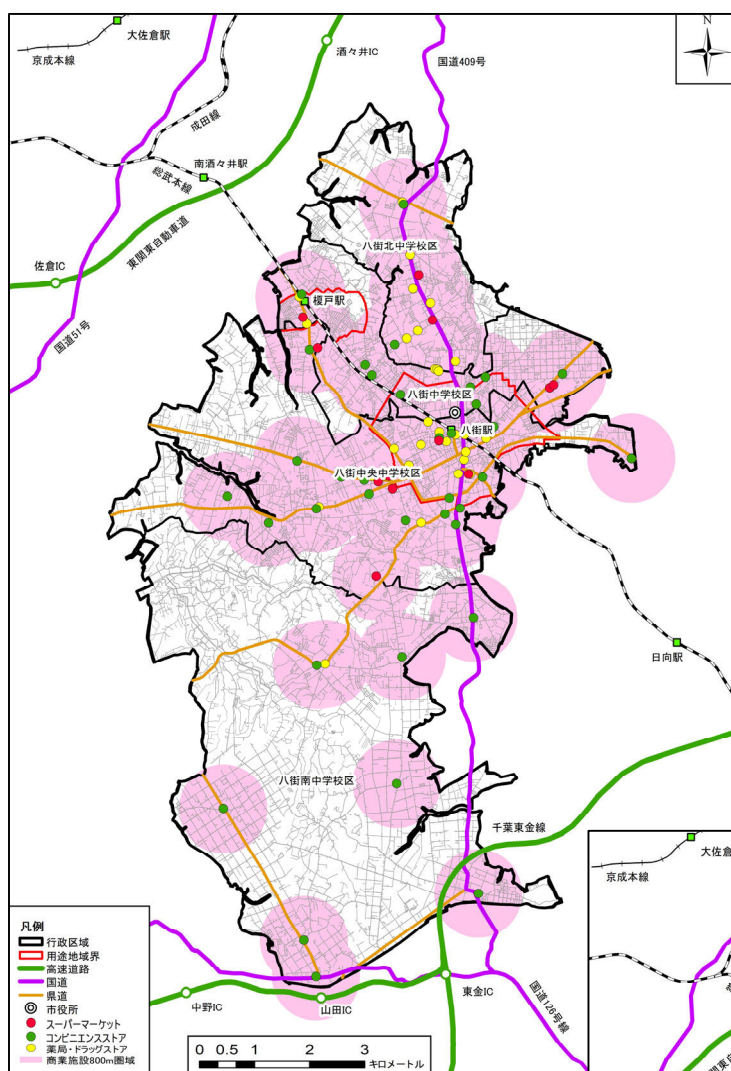 大佐倉駅
京成本線
酒々井IC
国道409号
N
成田線
南酒々井駅
総武本線
東関東自動車道
佐倉IC
国道51号
八街北中学校区
榎戸駅
八街中学校区
八街駅
八街中央中学校区
日向駅
八街南中学校区
千葉東金線
大佐倉
京成本線
凡例
行政区域
用途地域界
高速道路
国道
県道
市役所
スーパーマーケット
コンビニエンスストア
薬局・ドラッグストア
商業施設800m圏域
中野IC
山田IC
東金IC
国道126号線
0 0.5 1 2 3
キロメートル